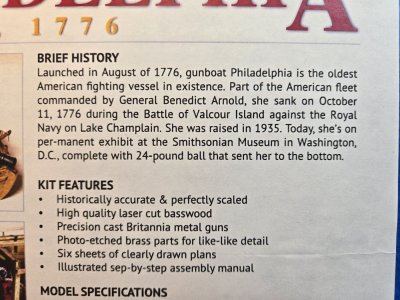 DELPHIA
, 1776
BRIEF HISTORY
Launched in August of 1776, gunboat Philadelphia is the oldest
American fighting vessel in existence. Part of the American fleet
commanded by General Benedict Arnold, she sank on October
11, 1776 during the Battle of Valcour Island against the Royal
Navy on Lake Champlain. She was raised in 1935. Today, she's on
per-manent exhibit at the Smithsonian Museum in Washington,
D.C., complete with 24-pound ball that sent her to the bottom.
KIT FEATURES
• Historically accurate & perfectly scaled
• High quality laser cut basswood
• Precision cast Britannia metal guns
• Photo-etched brass parts for like-like detail
• Six sheets of clearly drawn plans
• Illustrated sep-by-step assembly manual
MODEL SPECIFICATIONS